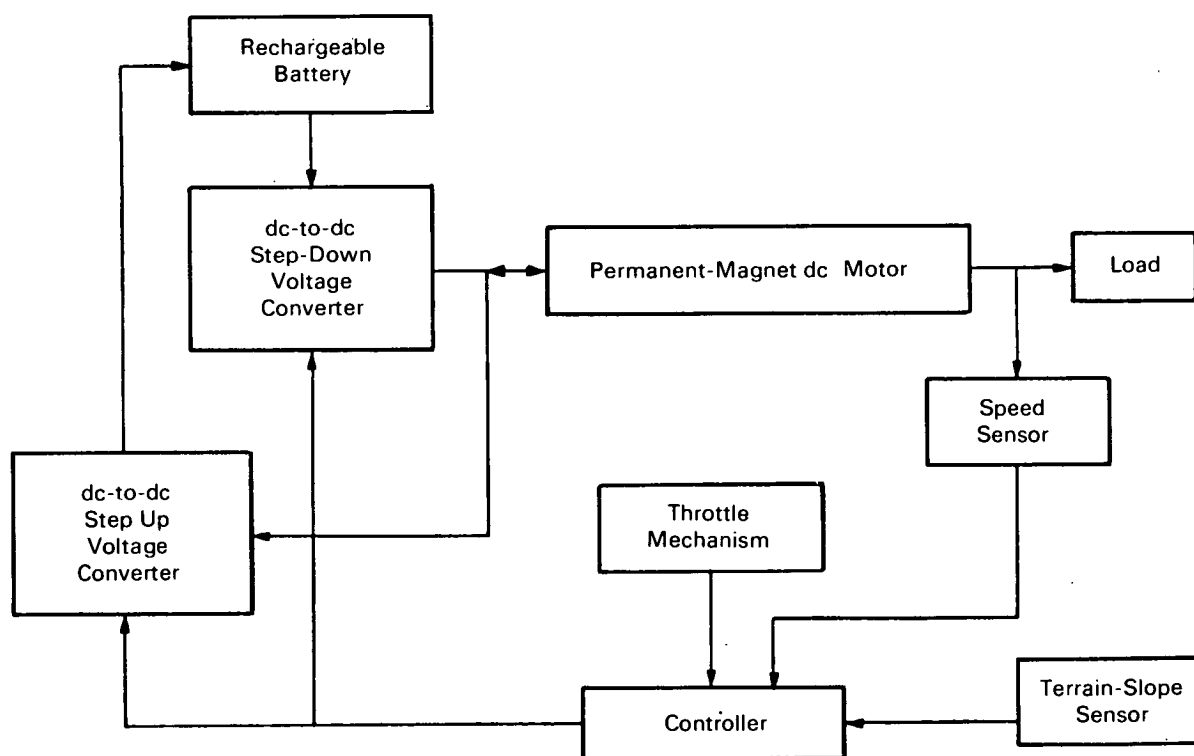 Rechargeable
Battery
dc-to-dc
Step-Down
Voltage
Converter
Permanent-Magnet dc Motor
Load
Speed
Sensor
dc-to-dc
Step Up
Voltage
Converter
Throttle
Mechanism
Controller
Terrain-Slope
Sensor